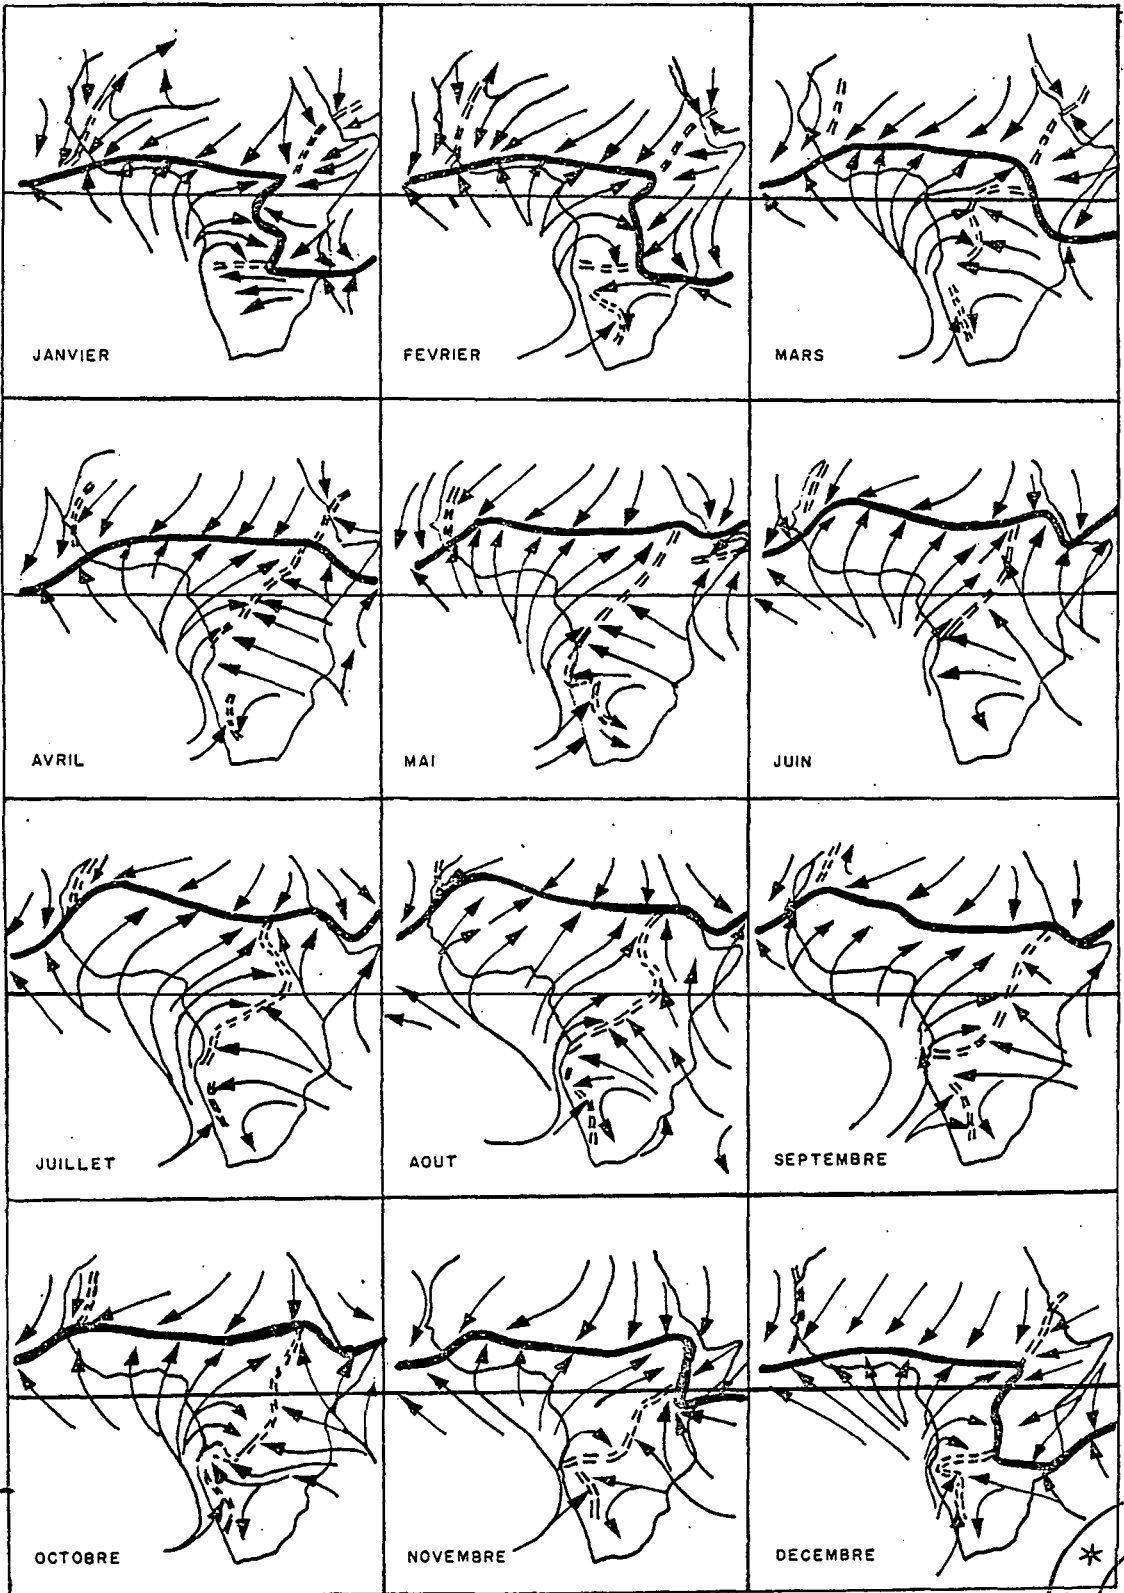 JANVIER
FEVRIER
MARS
AVRIL
MAI
JUIN
JUILLET
AOUT
SEPTEMBRE
OCTOBRE
NOVEMBRE
DECEMBRE